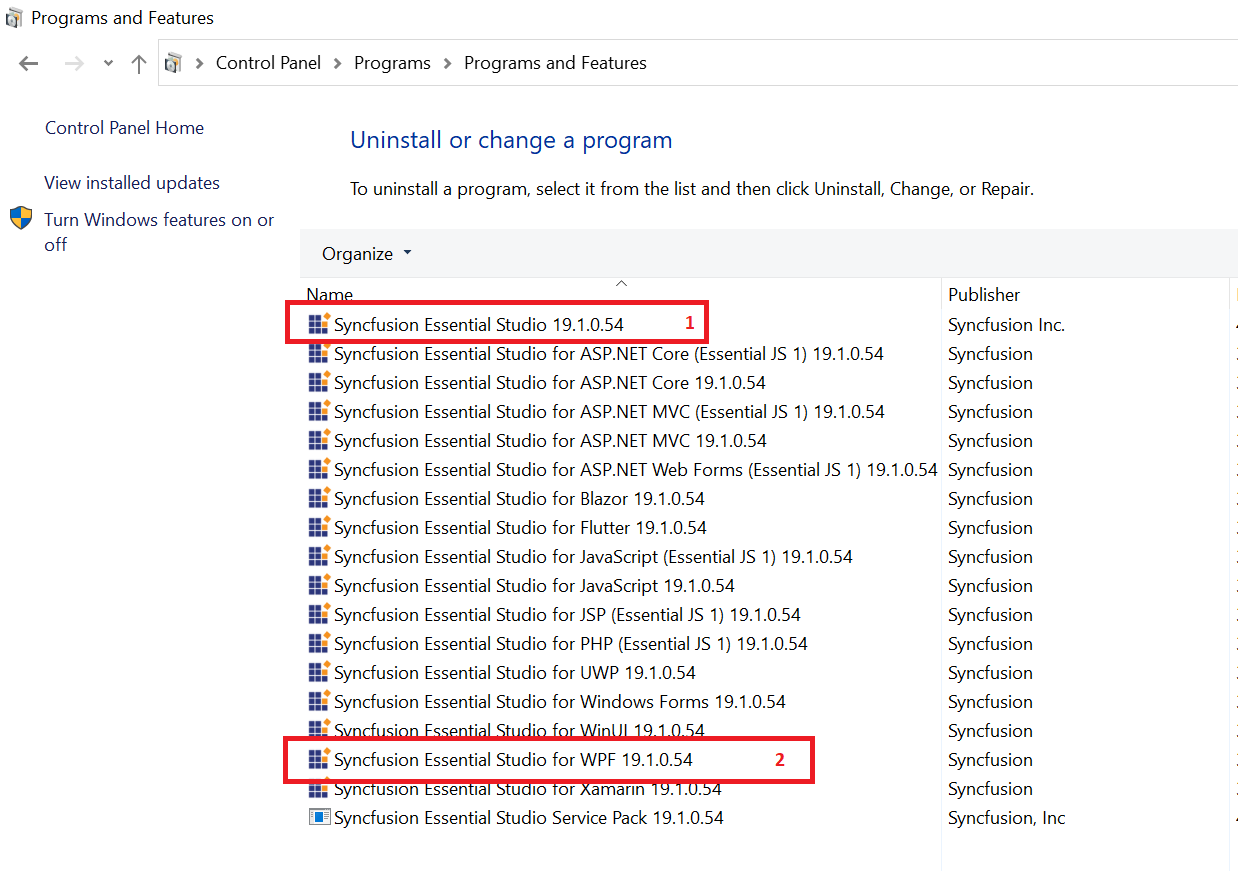 Programs and Features
Control Panel > Programs > Programs and Features
Control Panel Home
View installed updates
Turn Windows features on or
off
Uninstall or change a program
To uninstall a program, select it from the list and then click Uninstall, Change, or Repair.
Organize
Name Publisher
Syncfusion Essential Studio 19.1.0.54 1 Syncfusion Inc.
Syncfusion Essential Studio for ASP.NET Core (Essential JS 1) 19.1.0.54 Syncfusion
Syncfusion Essential Studio for ASP.NET Core 19.1.0.54 Syncfusion
Syncfusion Essential Studio for ASP.NET MVC (Essential JS 1) 19.1.0.54 Syncfusion
Syncfusion Essential Studio for ASP.NET MVC 19.1.0.54 Syncfusion
Syncfusion Essential Studio for ASP.NET Web Forms (Essential JS 1) 19.1.0.54 Syncfusion
Syncfusion Essential Studio for Blazor 19.1.0.54 Syncfusion
Syncfusion Essential Studio for Flutter 19.1.0.54 Syncfusion
Syncfusion Essential Studio for JavaScript (Essential JS 1) 19.1.0.54 Syncfusion
Syncfusion Essential Studio for JavaScript 19.1.0.54 Syncfusion
Syncfusion Essential Studio for JSP (Essential JS 1) 19.1.0.54 Syncfusion
Syncfusion Essential Studio for PHP (Essential JS 1) 19.1.0.54 Syncfusion
Syncfusion Essential Studio for UWP 19.1.0.54 Syncfusion
Syncfusion Essential Studio for Windows Forms 19.1.0.54 Syncfusion
Syncfusion Essential Studio for WinUI 19.1.0.54 Syncfusion
Syncfusion Essential Studio for WPF 19.1.0.54 2 Syncfusion
Syncfusion Essential Studio for Xamarin 19.1.0.54 Syncfusion
Syncfusion Essential Studio Service Pack 19.1.0.54 Syncfusion, Inc